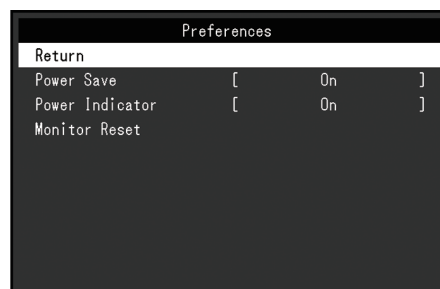 Preferences
Return
Power Save [ On ]
Power Indicator [ On ]
Monitor Reset